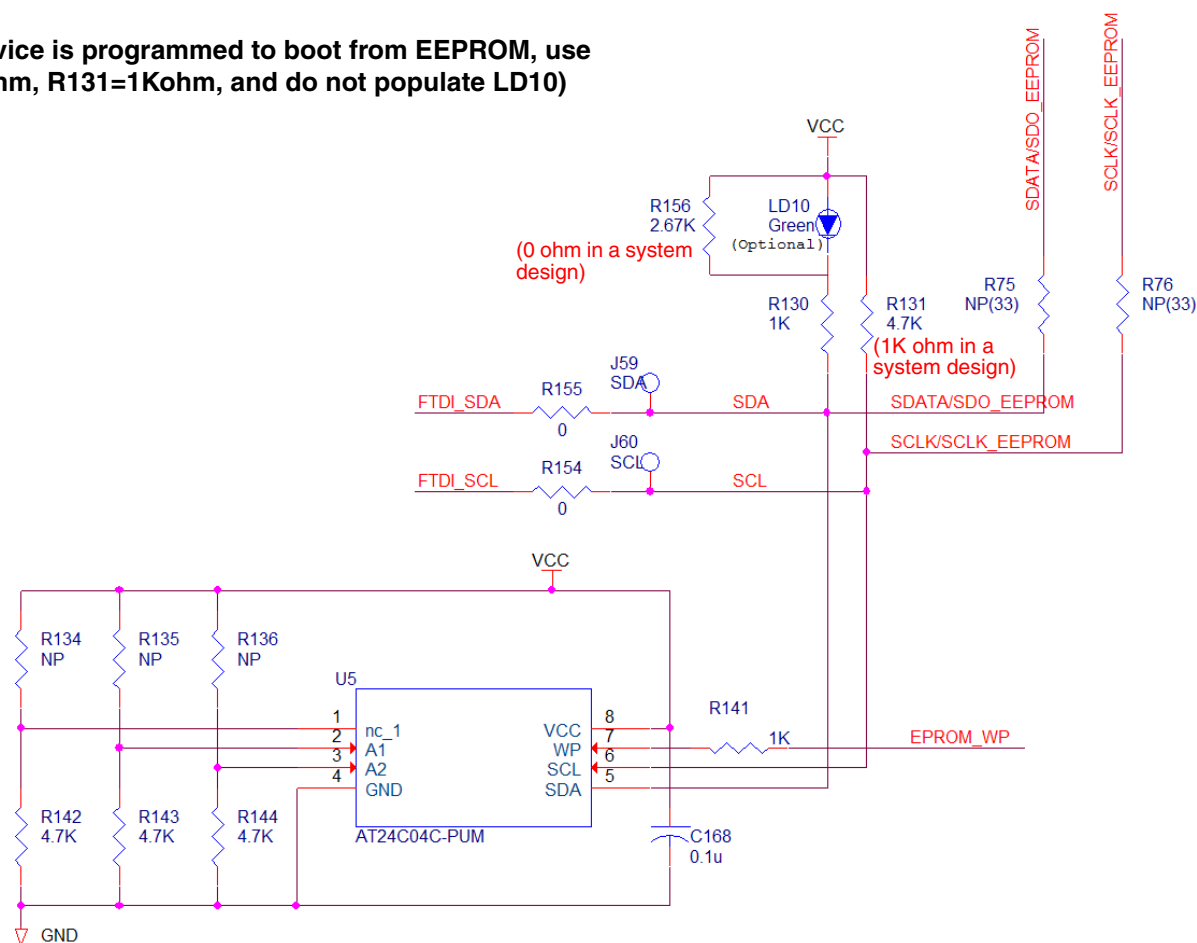 vice is programmed to boot from EEPROM, use
m, R131=1Kohm, and do not populate LD10)
SDATA/SDO_EEPROM
SCLK/SCLK_EEPROM
VCC
R156
2.67K
(0 ohm in a system
design)
LD10
Green
(Optional)
R130
1K
R131
4.7K
(1K ohm in a
system design)
R75
NP(33)
R76
NP(33)
J59
SDA
FTDI_SDA
R155
0
SDA
SDATA/SDO_EEPROM
J60
SCL
SCLK/SCLK_EEPROM
FTDI_SCL
R154
0
SCL
VCC
R134
NP
R135
NP
R136
NP
U5
1
2
3
4
nc_1
A1
A2
GND
VCC
WP
SCL
SDA
8
7
6
5
R141
1K
EPROM_WP
AT24C04C-PUM
R142
4.7K
R143
4.7K
R144
4.7K
C168
0.1u
GND